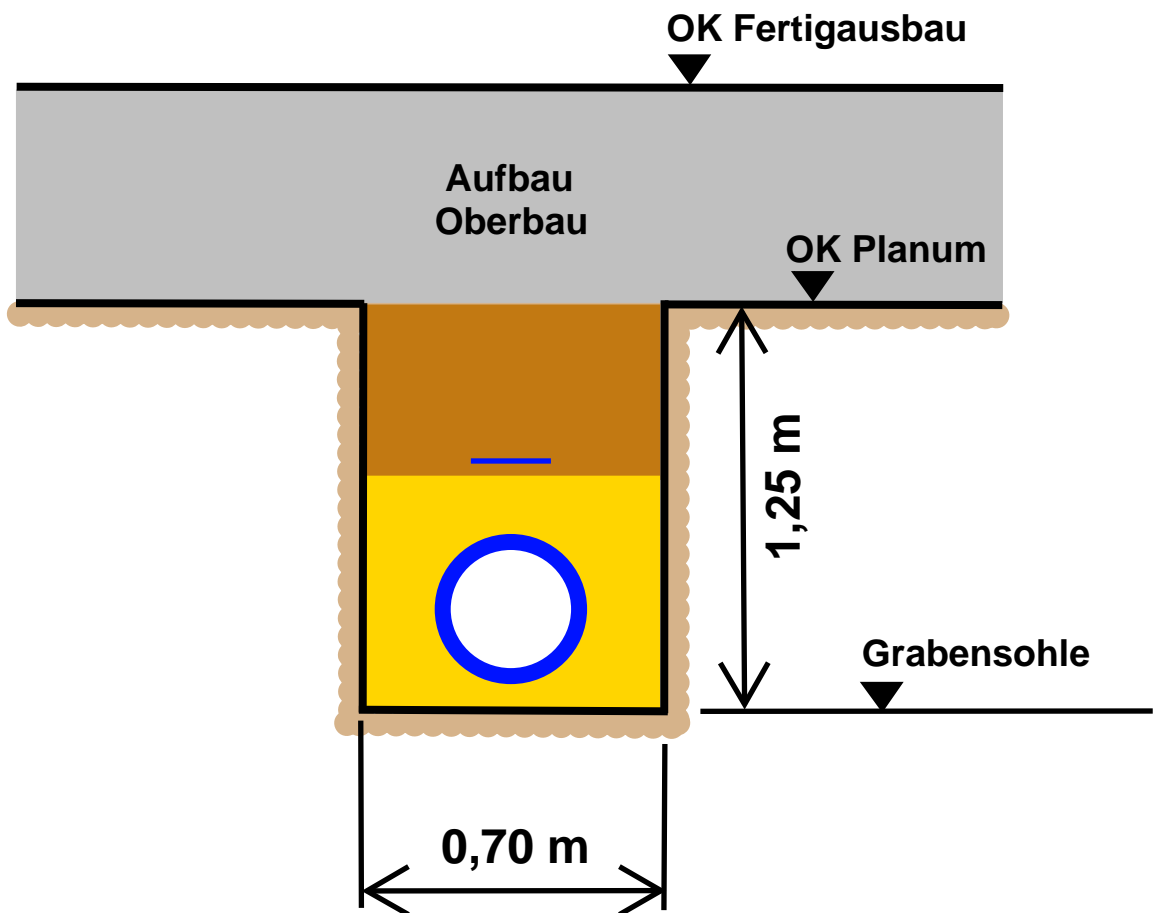 OK Fertigausbau
Aufbau
Oberbau
OK Planum
1,25 m
Grabensohle
0,70 m